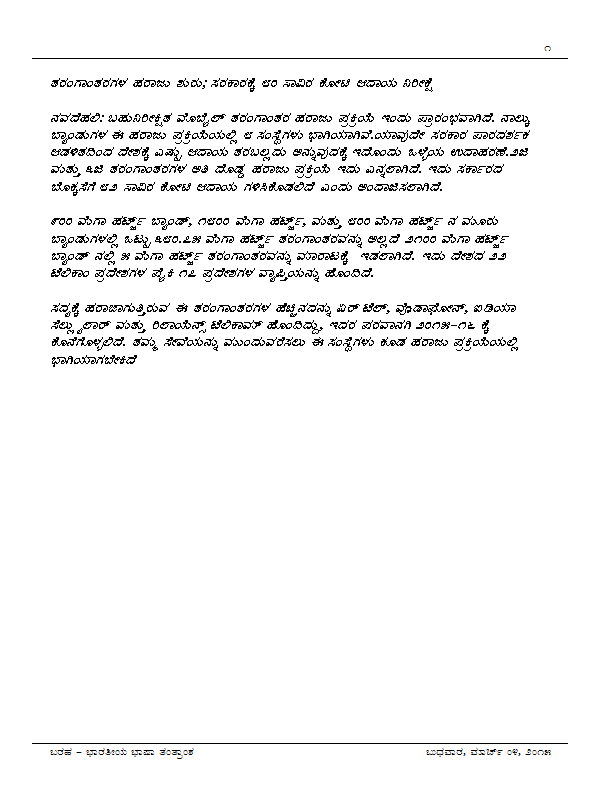 ೧
ತರಂಗಾಂತರಗಳ ಹರಾಜು ಶುರು; ಸರಕಾರಕ್ಕೆ ೮೦ ಸಾವಿರ ಕೋಟಿ ಆದಾಯ ನಿರೀಕ್ಷೆ
ನವದೆಹಲಿ: ಬಹುನಿರೀಕ್ಷಿತ ಮೊಬೈಲ್ ತರಂಗಾಂತರ ಹರಾಜು ಪ್ರಕ್ರಿಯೆ ಇಂದು ಪ್ರಾರಂಭವಾಗಿದೆ. ನಾಲ್ಕು
ಬ್ಯಾಂಡುಗಳ ಈ ಹರಾಜು ಪ್ರಕ್ರಿಯೆಯಲ್ಲಿ ೮ ಸಂಸ್ಥೆಗಳು ಭಾಗಿಯಾಗಿವೆ.ಯಾವುದೇ ಸರಕಾರ ಪಾರದರ್ಶಕ
ಆಡಳಿತದಿಂದ ದೇಶಕ್ಕೆ ಎಷ್ಟು ಆದಾಯ ತರಬಲ್ಲದು ಅನ್ನುವುದಕ್ಕೆ ಇದೊಂದು ಒಳ್ಳೆಯ ಉದಾಹರಣೆ.೨ಜಿ
ಮತ್ತು ೩ಜಿ ತರಂಗಾಂತರಗಳ ಅತಿ ದೊಡ್ಡ ಹರಾಜು ಪ್ರಕ್ರಿಯೆ ಇದು ಎನ್ನಲಾಗಿದೆ. ಇದು ಸರ್ಕಾರದ
ಬೊಕ್ಕಸೆಗೆ ೮೨ ಸಾವಿರ ಕೋಟಿ ಆದಾಯ ಗಳಿಸಿಕೊಡಲಿದೆ ಎಂದು ಅಂದಾಜಿಸಲಾಗಿದೆ.
೯೦೦ ಮೆಗಾ ಹರ್ಟ್ಜ್ ಬ್ಯಾಂಡ್, ೧೮೦೦ ಮೆಗಾ ಹರ್ಟ್ಜ್, ಮತ್ತು ೮೦೦ ಮೆಗಾ ಹರ್ಟ್ಜ್ ನ ಮೂರು
ಬ್ಯಾಂಡುಗಳಲ್ಲಿ ಒಟ್ಟು ೩೮೦.೭೫ ಮೆಗಾ ಹರ್ಟ್ಜ್ ತರಂಗಾಂತರವನ್ನು ಅಲ್ಲದೆ ೨೧೦೦ ಮೆಗಾ ಹರ್ಟ್ಜ್
ಬ್ಯಾಂಡ್ ನಲ್ಲಿ ೫ ಮೆಗಾ ಹರ್ಟ್ಜ್ ತರಂಗಾಂತರವನ್ನು ಮಾರಾಟಕ್ಕೆ ಇಡಲಾಗಿದೆ. ಇದು ದೇಶದ ೨೨
ಟೆಲಿಕಾಂ ಪ್ರದೇಶಗಳ ಪೈಕಿ ೧೭ ಪ್ರದೇಶಗಳ ವ್ಯಾಪ್ತಿಯನ್ನು ಹೊಂದಿದೆ.
ಸದ್ಯಕ್ಕೆ ಹರಾಜಾಗುತ್ತಿರುವ ಈ ತರಂಗಾಂತರಗಳ ಹೆಚ್ಚಿನದನ್ನು ಏರ್ ಟೆಲ್, ವೊಡಾಫೋನ್, ಐಡಿಯಾ
ಸೆಲ್ಯುಲಾರ್ ಮತ್ತು ರಿಲಾಯೆನ್ಸ್ ಟೆಲಿಕಾಮ್ ಹೊಂದಿದ್ದು, ಇದರ ಪರವಾನಗಿ ೨೦೧೫-೧೬ ಕ್ಕೆ
ಕೊನೆಗೊಳ್ಳಲಿದೆ. ತಮ್ಮ ಸೇವೆಯನ್ನು ಮುಂದುವರೆಸಲು ಈ ಸಂಸ್ಥೆಗಳು ಕೂಡ ಹರಾಜು ಪ್ರಕ್ರಿಯೆಯಲ್ಲಿ
ಭಾಗಿಯಾಗಬೇಕಿದೆ
ಬರಹ - ಭಾರತೀಯ ಭಾಷಾ ತಂತ್ರಾಂಶ
ಬುಧವಾರ, ಮಾರ್ಚ್ ೦೪, ೨೦೧೫